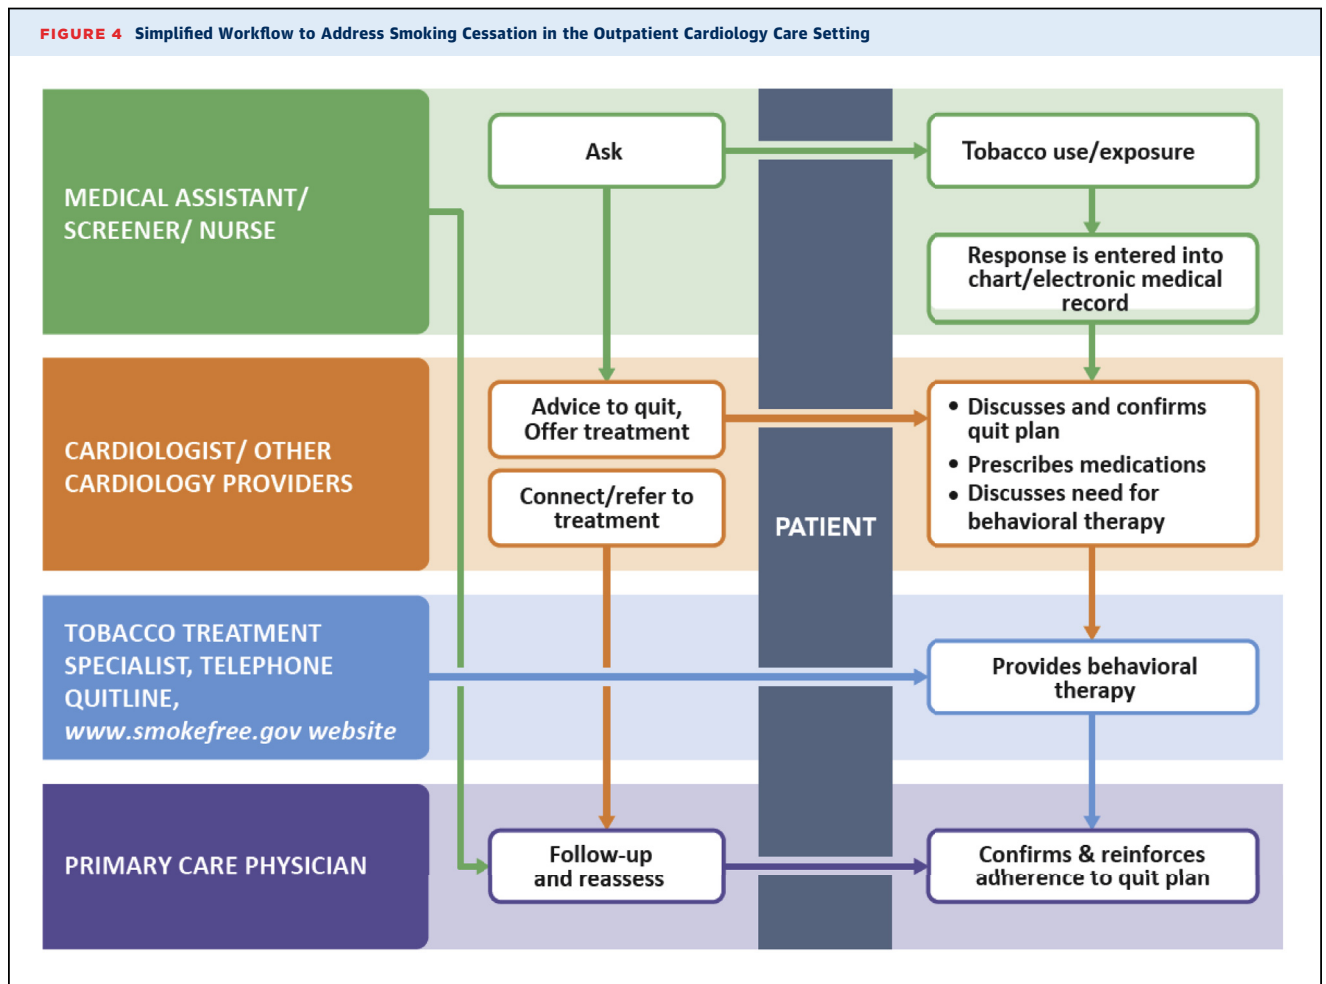 FIGURE 4 Simplified Workflow to Address Smoking Cessation in the Outpatient Cardiology Care Setting
MEDICAL ASSISTANT/
SCREENER/ NURSE
Ask
Tobacco use/exposure
Response is entered into
chart/electronic medical
record
CARDIOLOGIST/ OTHER
CARDIOLOGY PROVIDERS
Advice to quit,
Offer treatment
Connect/refer to
treatment
PATIENT
• Discusses and confirms
quit plan
• Prescribes medications
• Discusses need for
behavioral therapy
TOBACCO TREATMENT
SPECIALIST, TELEPHONE
QUITLINE,
www.smokefree.gov website
Provides behavioral
therapy
PRIMARY CARE PHYSICIAN
Follow-up
and reassess
Confirms & reinforces
adherence to quit plan